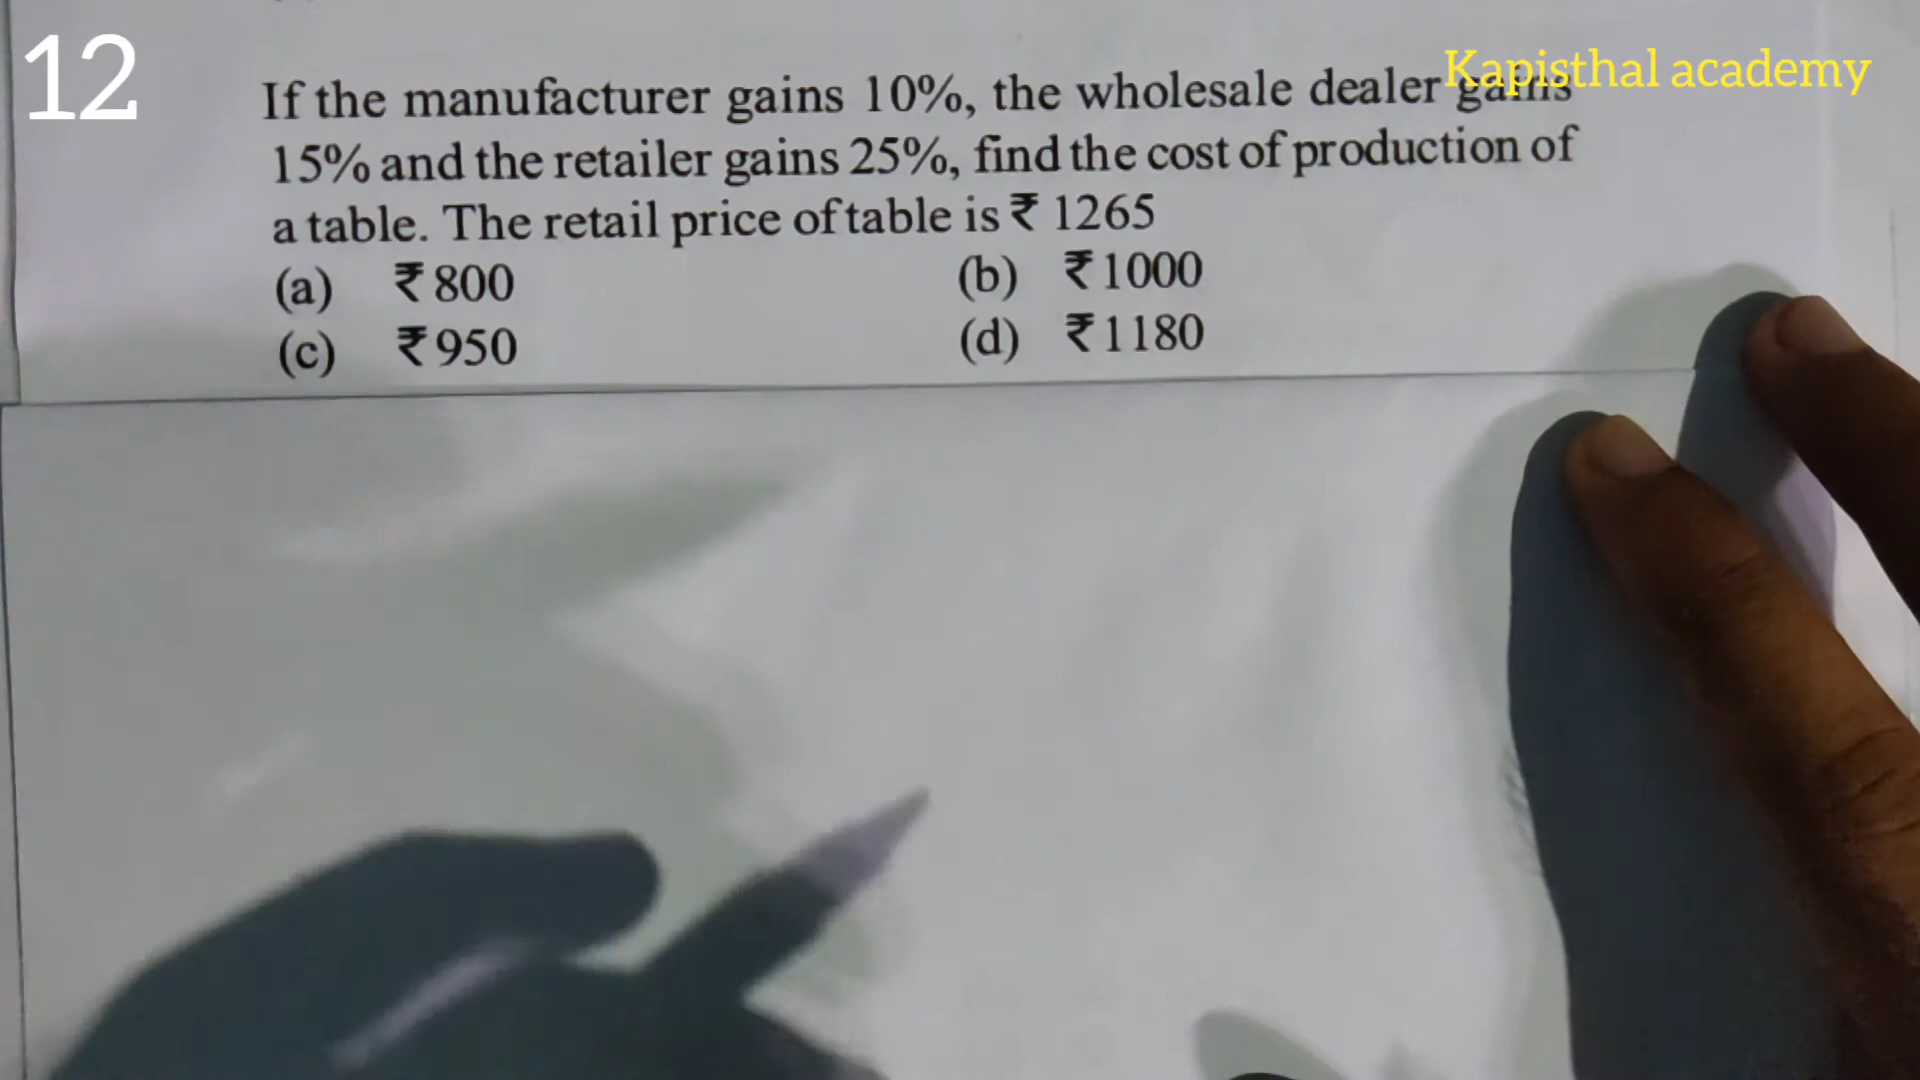 12
Kapisthal academy
If the manufacturer gains 10%, the wholesale dealer gains
15% and the retailer gains 25%, find the cost of production of
a table. The retail price of table is ₹ 1265
(a) ₹ 800 (b) ₹ 1000
(c) ₹ 950 (d) ₹ 1180